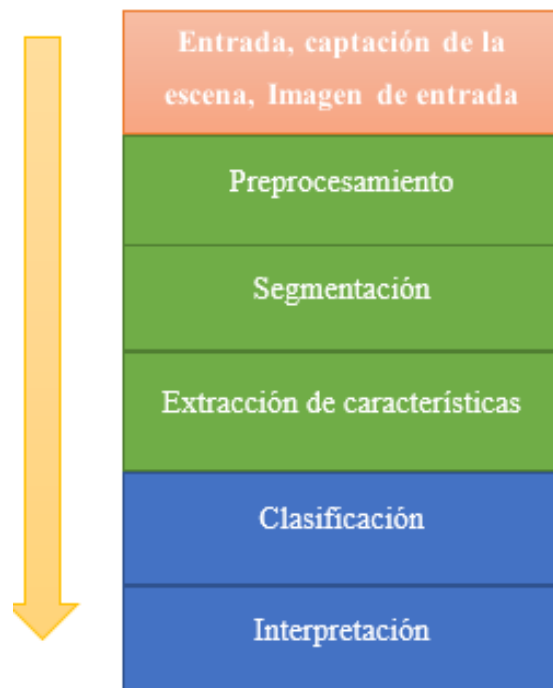 Entrada, captación de la
escena, Imagen de entrada
Preprocesamiento
Segmentación
Extracción de características
Clasificación
Interpretación